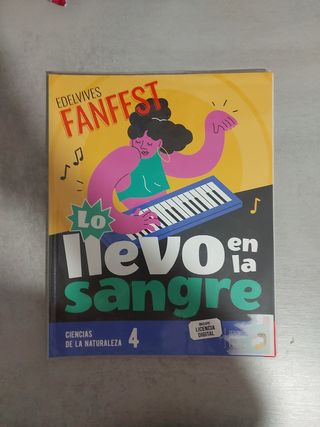 EDELVIVES
FANFEST
Lo
llevo en
la
sangre
CIENCIAS
DE LA NATURALEZA 4
INCLUYE
LICENCIA
DIGITAL